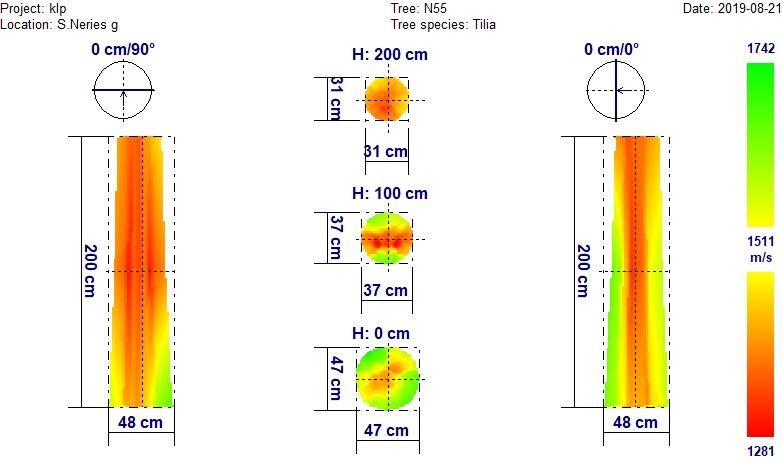 Project: klp
Tree: N55
Date: 2019-08-21
Location: S.Neries g
Tree species: Tilia
0 cm/90°
H: 200 cm
0 cm/0°
1742
31 cm
31 cm
H: 100 cm
37 cm
37 cm
200 cm
200 cm
1511
m/s
H: 0 cm
47 cm
47 cm
48 cm
48 cm
1281